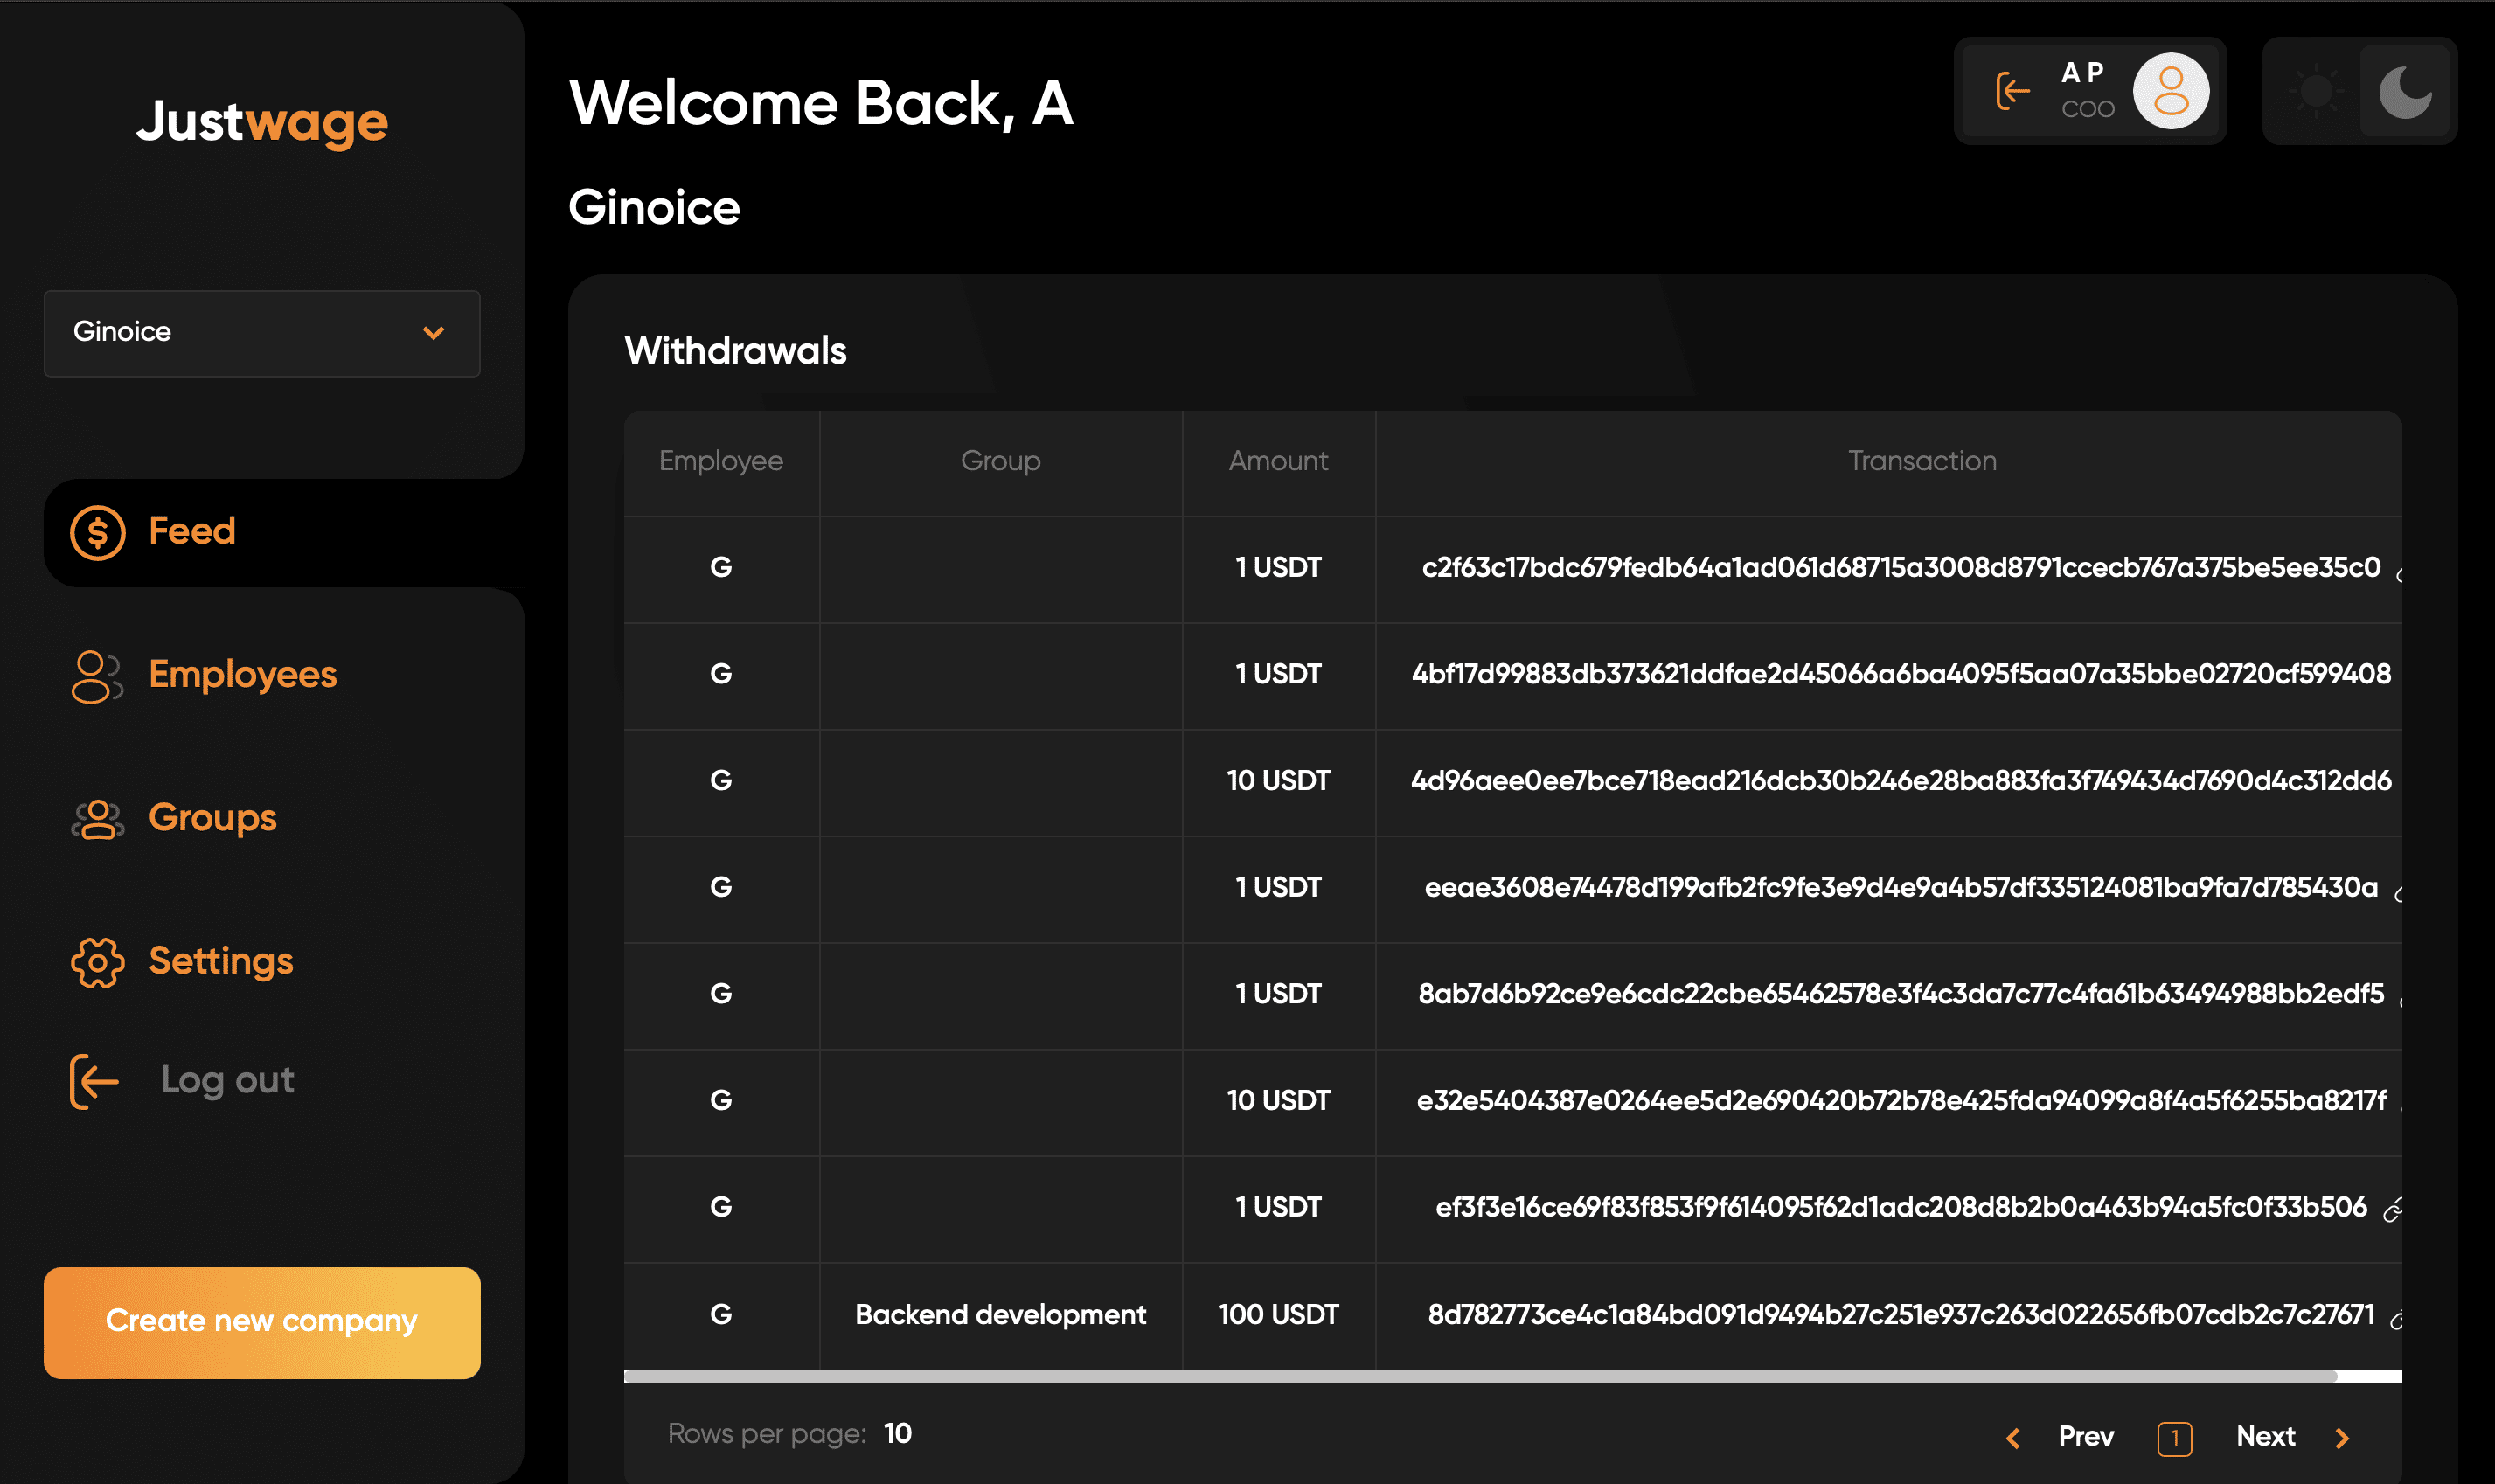 Justwage
Ginoice
Feed
Employees
Groups
Settings
Log out
Create new company
Welcome Back, A
A P
COO
Ginoice
Withdrawals
Employee Group Amount Transaction
G 1 USDT c2f63c17bdc679fedb64a1ad061d68715a3008d8791ccecb767a375be5ee35c0
G 1 USDT 4bf17d99883db373621ddfae2d45066a6ba4095f5aa07a35bbe02720cf599408
G 10 USDT 4d96aee0ee7bce718ead216dcb30b246e28ba883fa3f749434d7690d4c312dd6
G 1 USDT eeae3608e74478d199afb2fc9fe3e9d4e9a4b57df335124081ba9fa7d785430a
G 1 USDT 8ab7d6b92ce9e6cdc22cbe65462578e3f4c3da7c77c4fa61b63494988bb2edf5
G 10 USDT e32e5404387e0264ee5d2e690420b72b78e425fda94099a8f4a5f6255ba8217f
G 1 USDT ef3f3e16ce69f83f853f9f614095f62d1adc208d8b2b0a463b94a5fc0f33b506
G Backend development 100 USDT 8d782773ce4c1a84bd091d9494b27c251e937c263d022656fb07cdb2c7c27671
Rows per page: 10
Prev 1 Next